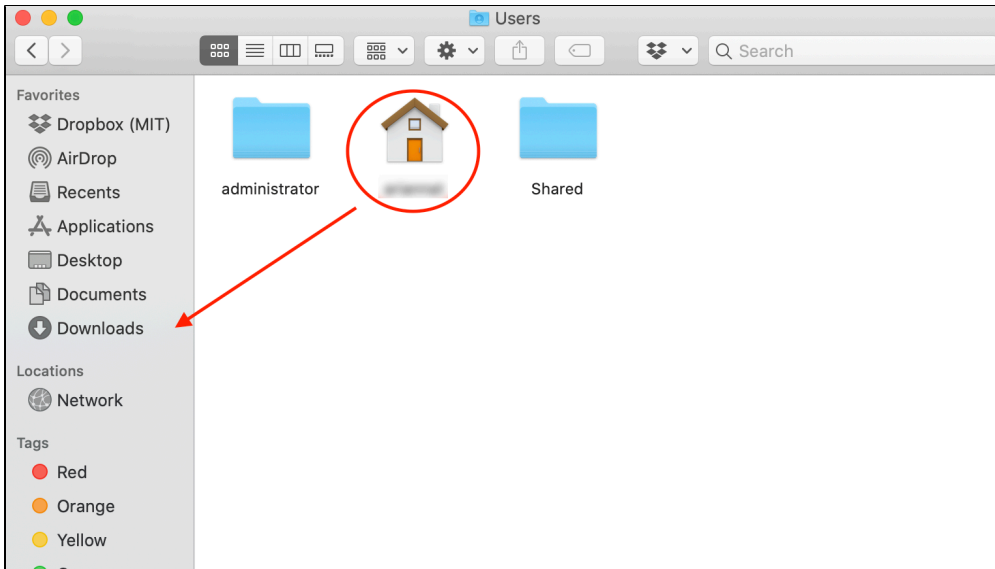 Users
Search
Favorites
Dropbox (MIT)
AirDrop
Recents
Applications
Desktop
Documents
Downloads
Locations
Network
Tags
Red
Orange
Yellow
administrator
Shared